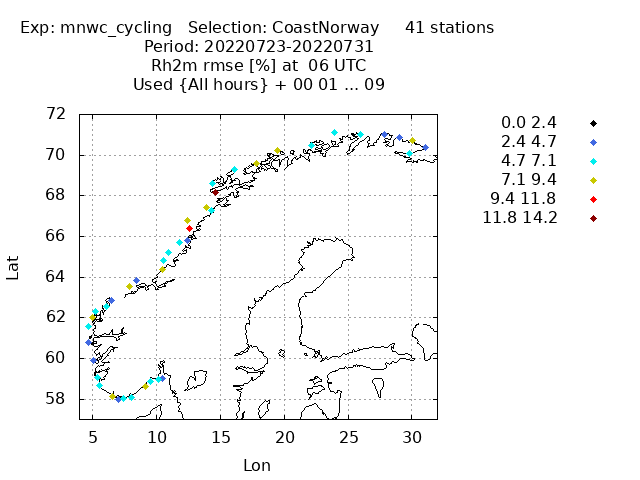 Exp: mnwc_cycling   Selection: CoastNorway     41 stations
Period: 20220723-20220731
Rh2m rmse [%] at  06 UTC
Used {All hours} + 00 01 ... 09
72
70
68
66
64
62
60
58
Lat
5 10 15 20 25 30
Lon
0.0 2.4
2.4 4.7
4.7 7.1
7.1 9.4
9.4 11.8
11.8 14.2